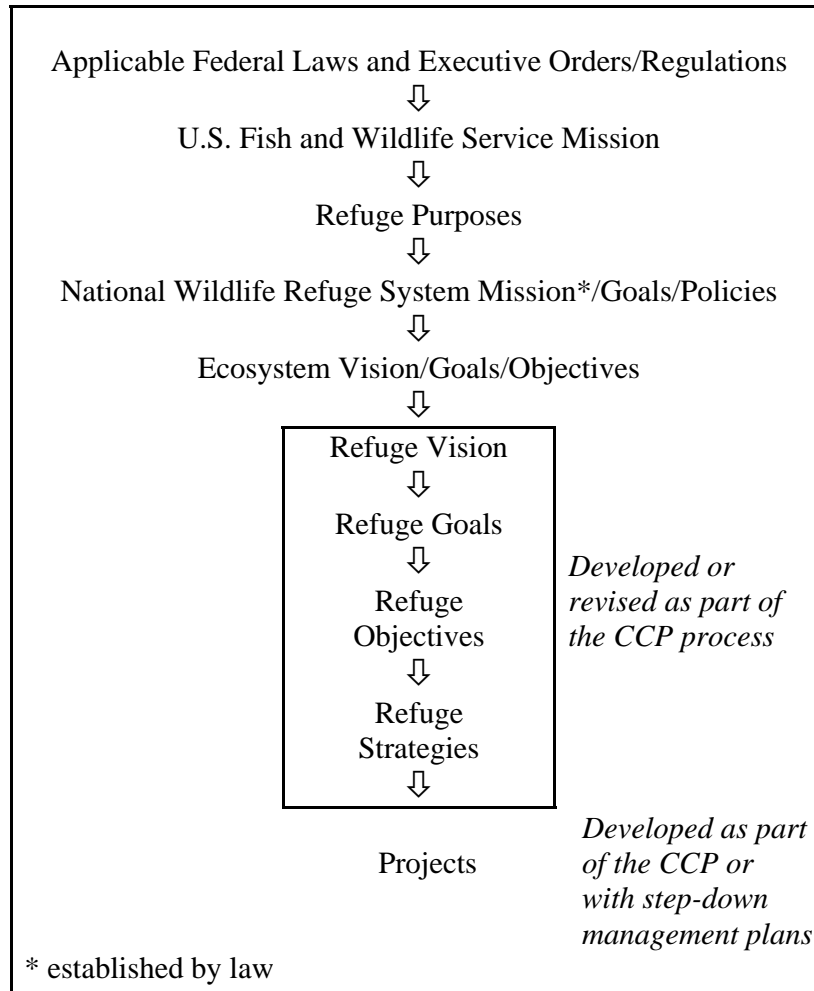 Applicable Federal Laws and Executive Orders/Regulations
⇩
U.S. Fish and Wildlife Service Mission
⇩
Refuge Purposes
⇩
National Wildlife Refuge System Mission*/Goals/Policies
⇩
Ecosystem Vision/Goals/Objectives
⇩
Refuge Vision
⇩
Refuge Goals
⇩
Refuge
Objectives
⇩
Refuge
Strategies
⇩
Developed or
revised as part of
the CCP process
Projects
Developed as part
of the CCP or
with step-down
management plans
* established by law